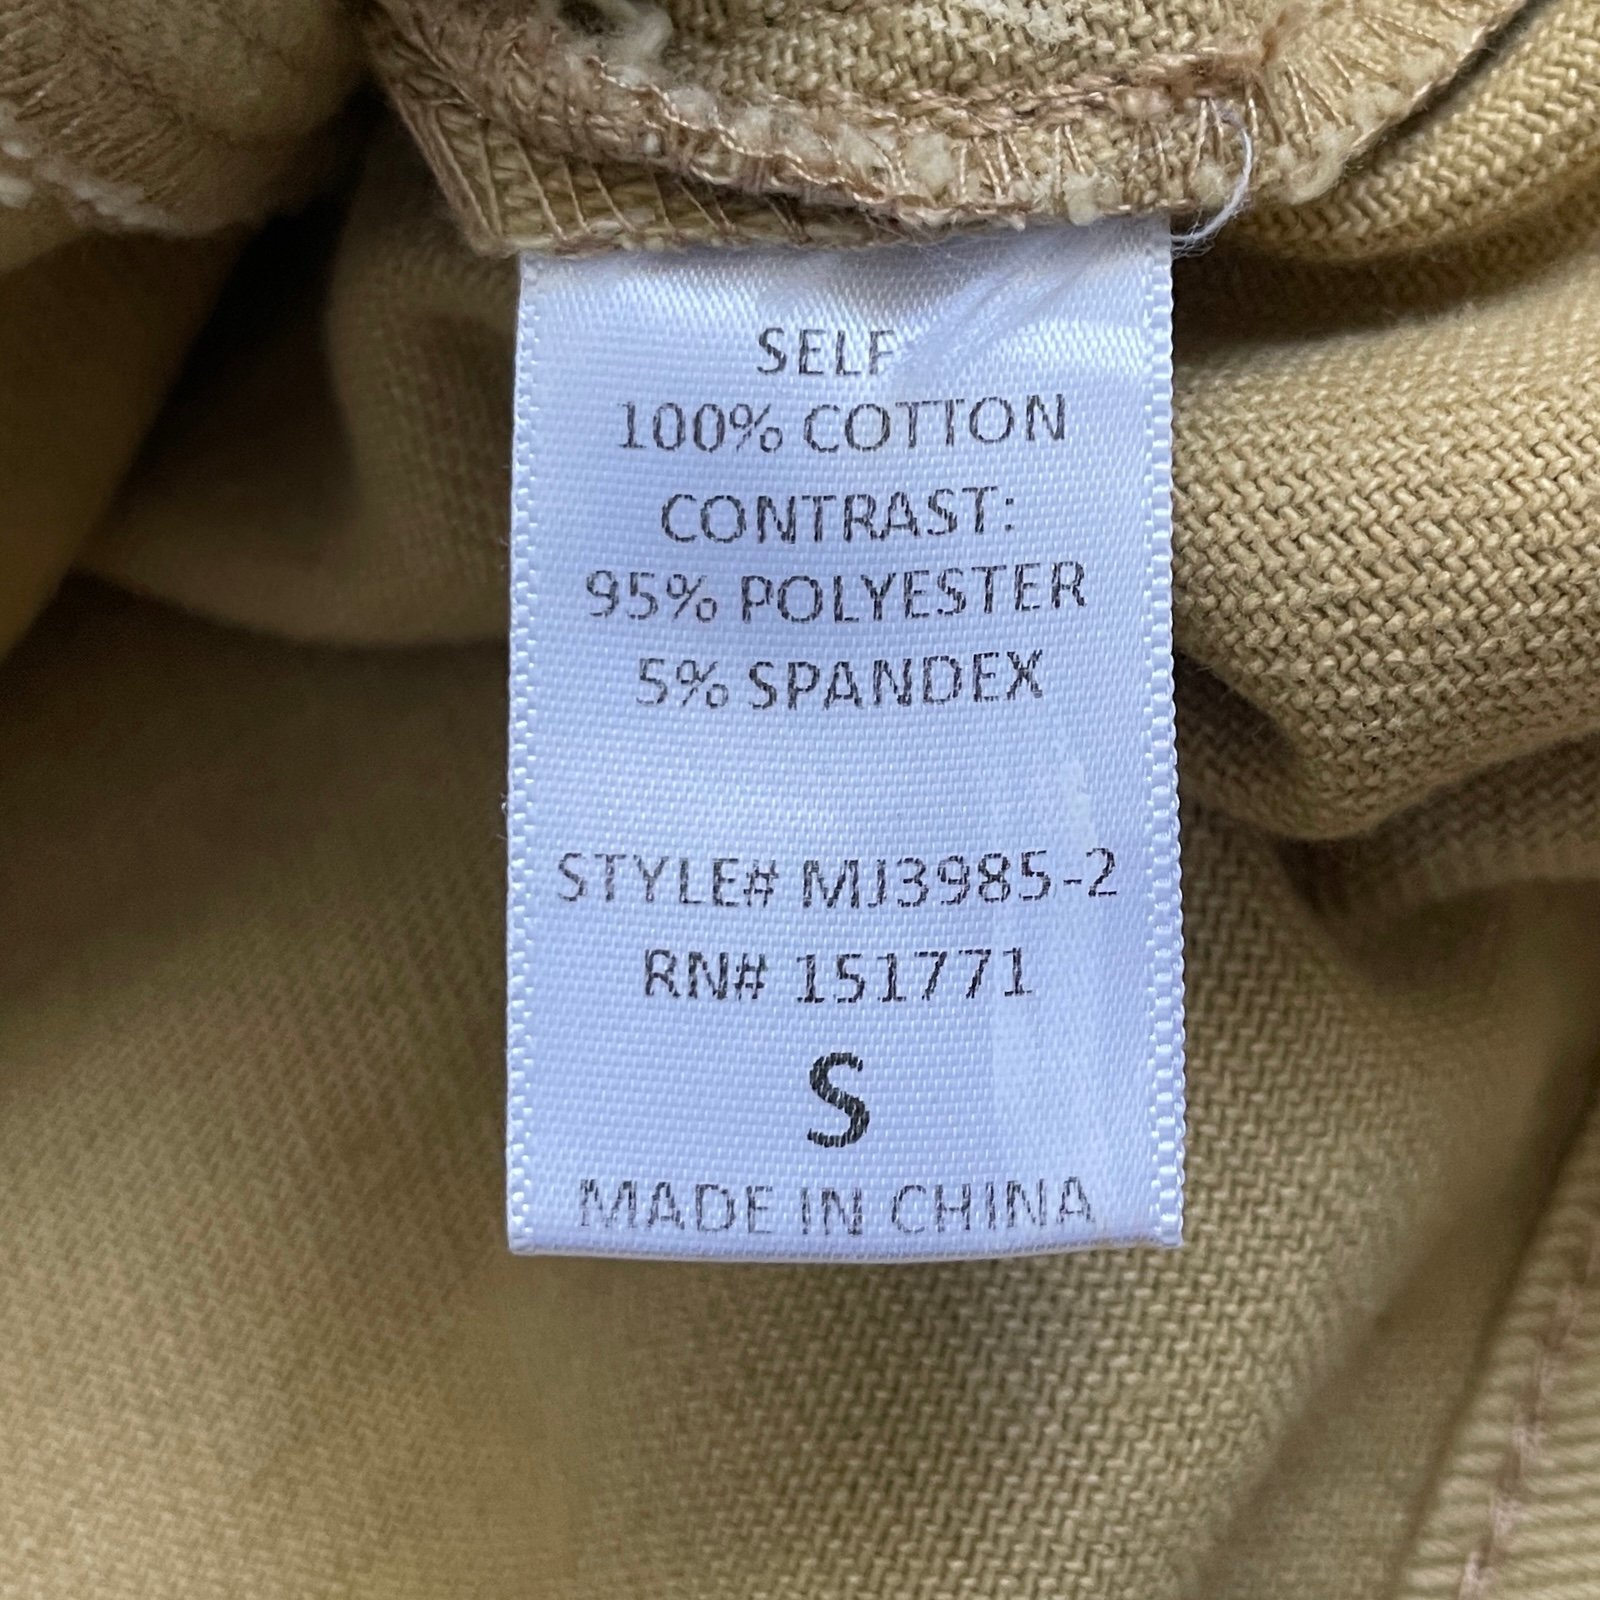 SELF
100% COTTON
CONTRAST:
95% POLYESTER
5% SPANDEX
STYLE# MJ3985-2
RN# 151771
S
MADE IN CHINA